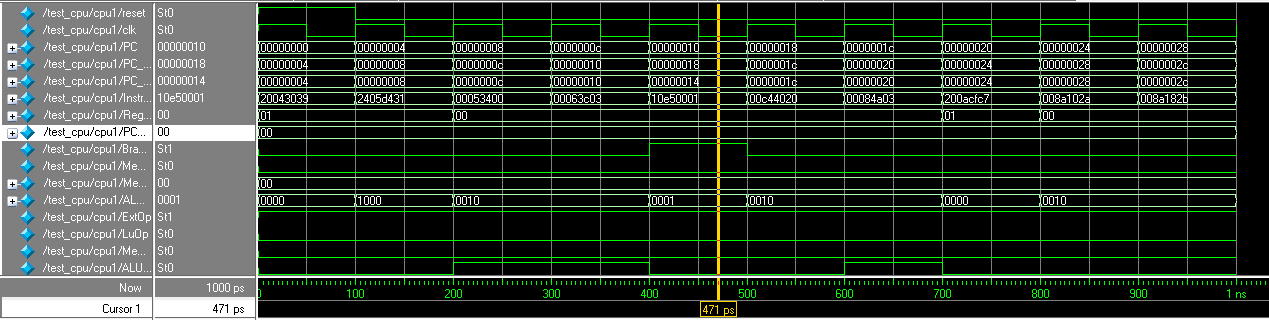 /test_cpu/cpu1/reset St0
/test_cpu/cpu1/clk St0
/test_cpu/cpu1/PC 00000010 00000000 00000004 00000008 0000000c 00000010 00000018 0000001c 00000020 00000024 00000028
/test_cpu/cpu1/PC_... 00000018 00000004 00000008 0000000c 00000010 00000018 0000001c 00000020 00000024 00000028 0000002c
/test_cpu/cpu1/PC_... 00000014 00000004 00000008 0000000c 00000010 00000014 0000001c 00000020 00000024 00000028 0000002c
/test_cpu/cpu1/Instr... 10e50001 20043039 2405d431 00053400 00063c03 10e50001 00c44020 00084a03 200acfc7 008a102a 008a182b
/test_cpu/cpu1/Reg... 00 01 00 01 00
/test_cpu/cpu1/PC... 00 00
/test_cpu/cpu1/Bra... St1
/test_cpu/cpu1/Me... St0
/test_cpu/cpu1/Me... 00 00
/test_cpu/cpu1/AL... 0001 0000 1000 0010 0001 0010 0000 0010
/test_cpu/cpu1/ExtOp St1
/test_cpu/cpu1/LuOp St0
/test_cpu/cpu1/Me... St0
/test_cpu/cpu1/ALU... St0
Now 1000 ps 0 100 200 300 400 500 600 700 800 900 1 ns
Cursor 1 471 ps 471 ps